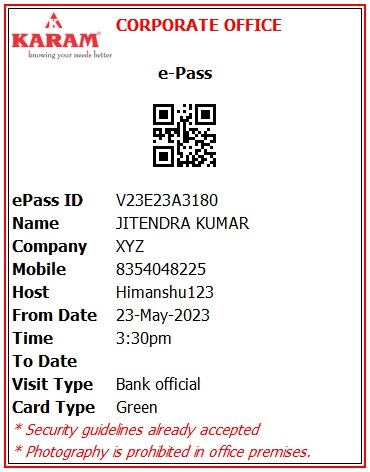 KARAM®
knowing your needs better
CORPORATE OFFICE
e-Pass
ePass ID V23E23A3180
Name JITENDRA KUMAR
Company XYZ
Mobile 8354048225
Host Himanshu123
From Date 23-May-2023
Time 3:30pm
To Date
Visit Type Bank official
Card Type Green
* Security guidelines already accepted
* Photography is prohibited in office premises.